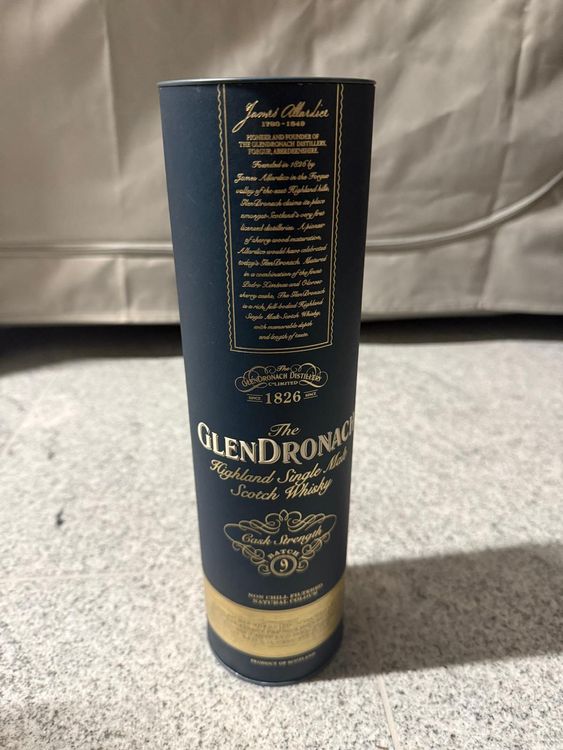 James Allardice
1780 - 1849
PIONEER AND FOUNDER OF
THE GLENDRONACH DISTILLERY,
FORGUE, ABERDEENSHIRE.
Founded in 1826 by
James Allardice in the Forgue
valley of the east Highland hills,
GlenDronach claims its place
amongst Scotland's very first
licensed distilleries. A pioneer
of sherry wood maturation,
Allardice would have celebrated
today's GlenDronach. Matured
in a combination of the finest
Pedro Ximénez and Oloroso
sherry casks, The GlenDronach
is a rich, full-bodied Highland
Single Malt Scotch Whisky,
with memorable depth
and length of taste.
The
GLENDRONACH DISTILLERY
COMPANY LIMITED
SINCE 1826 SINCE
The
GLENDRONACH
Highland Single Malt
Scotch Whisky
Cask Strength
BATCH
9
NON CHILL FILTERED
NATURAL COLOUR
PRODUCT OF SCOTLAND